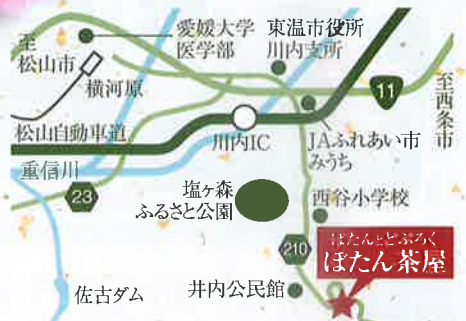 至
松山市
愛媛大学
医学部
東温市役所
川内支所
横河原
11
至西条市
松山自動車道
川内IC
JAふれあい市
みうち
重信川
23
塩ヶ森
ふるさと公園
西谷小学校
210
ぼたんとどぶろく
ぼたん茶屋
佐古ダム
井内公民館